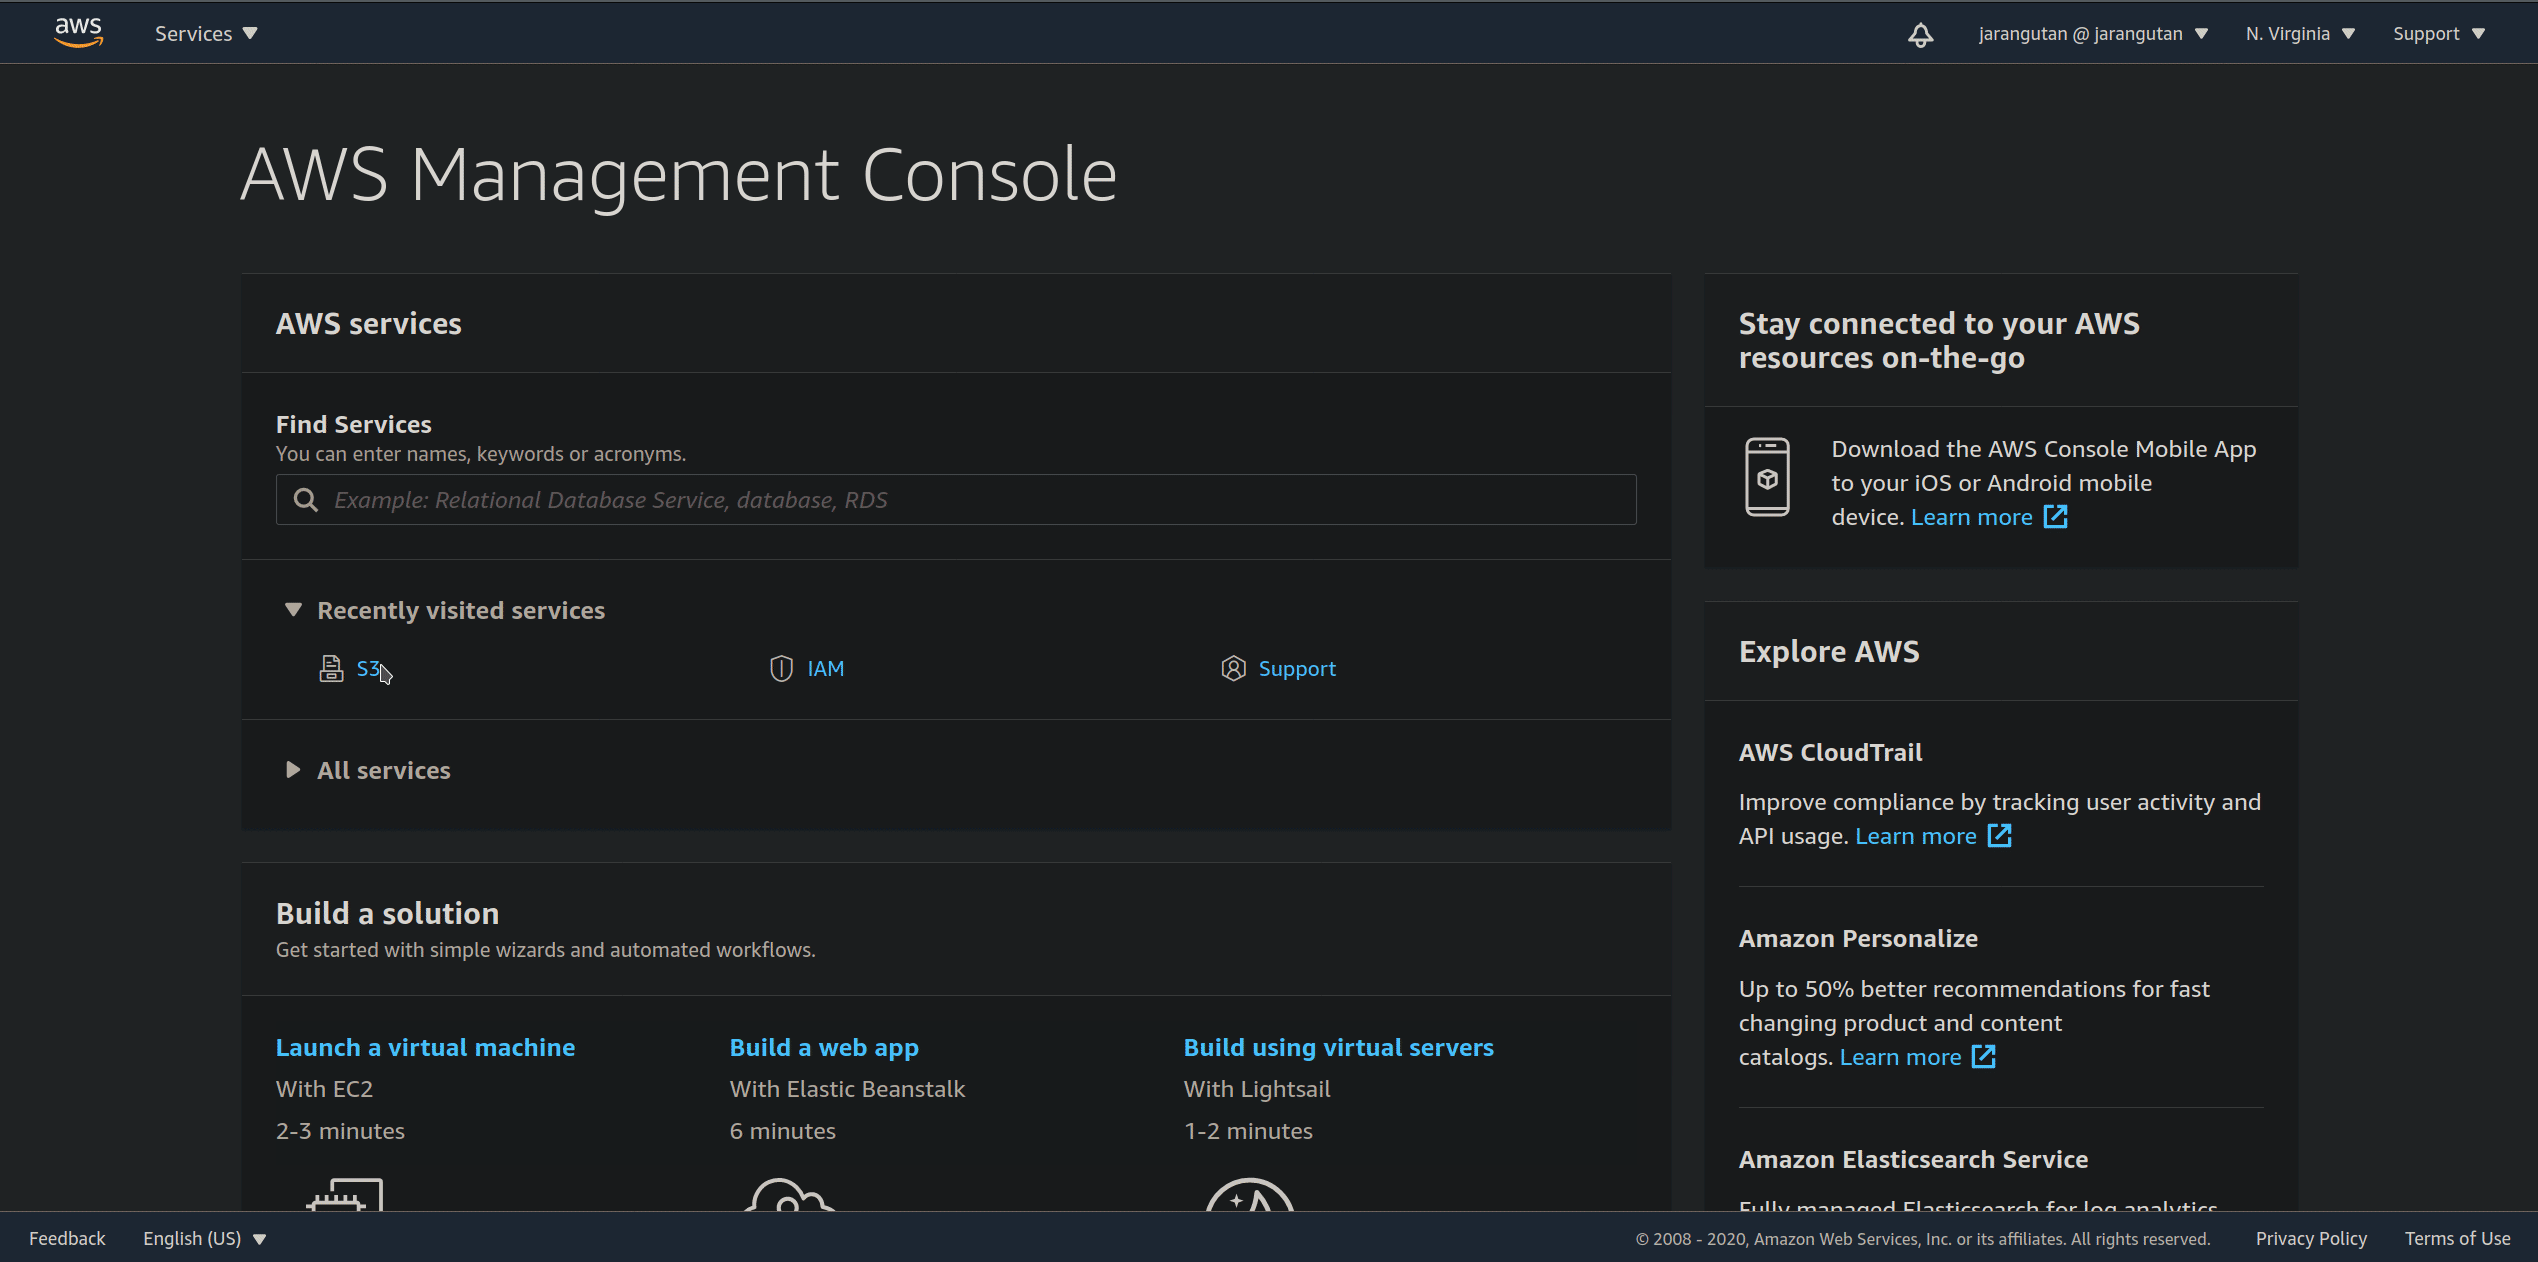 aws
Services
jarangutan @ jarangutan
N. Virginia
Support
AWS Management Console
AWS services
Find Services
You can enter names, keywords or acronyms.
Example: Relational Database Service, database, RDS
Recently visited services
S3
IAM
Support
All services
Build a solution
Get started with simple wizards and automated workflows.
Launch a virtual machine
With EC2
2-3 minutes
Build a web app
With Elastic Beanstalk
6 minutes
Build using virtual servers
With Lightsail
1-2 minutes
Stay connected to your AWS
resources on-the-go
Download the AWS Console Mobile App
to your iOS or Android mobile
device. Learn more
Explore AWS
AWS CloudTrail
Improve compliance by tracking user activity and
API usage. Learn more
Amazon Personalize
Up to 50% better recommendations for fast
changing product and content
catalogs. Learn more
Amazon Elasticsearch Service
Fully managed Elasticsearch for log analytics
Feedback
English (US)
© 2008 - 2020, Amazon Web Services, Inc. or its affiliates. All rights reserved.
Privacy Policy
Terms of Use